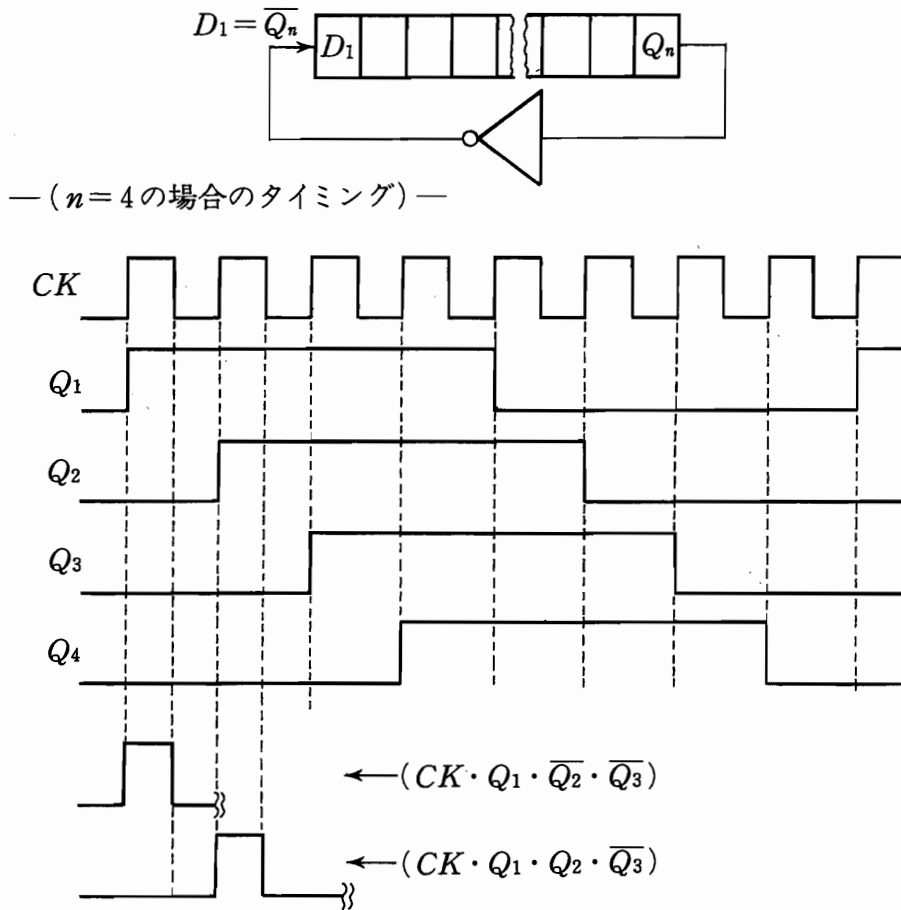 D₁ = Q̅ₙ
D₁ Qₙ
—(n=4の場合のタイミング)—
CK
Q₁
Q₂
Q₃
Q₄
←(CK・Q₁・Q̅₂・Q̅₃)
←(CK・Q₁・Q₂・Q̅₃)